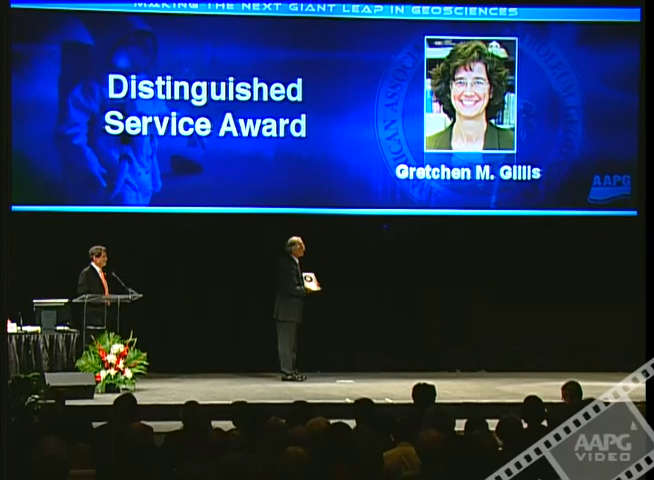 MAKING THE NEXT GIANT LEAP IN GEOSCIENCES
Distinguished
Service Award
Gretchen M. Gillis
AAPG
AAPG
VIDEO